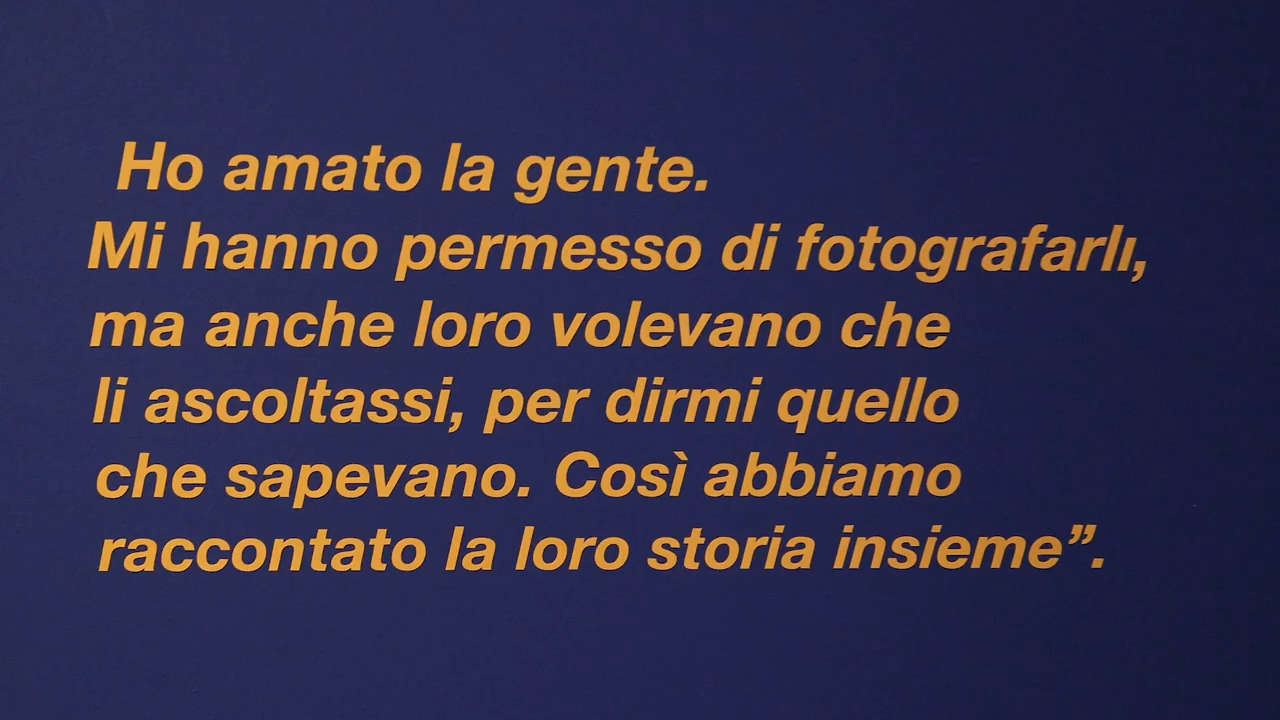 Ho amato la gente.
Mi hanno permesso di fotografarlı,
ma anche loro volevano che
li ascoltassi, per dirmi quello
che sapevano. Così abbiamo
raccontato la loro storia insieme”.